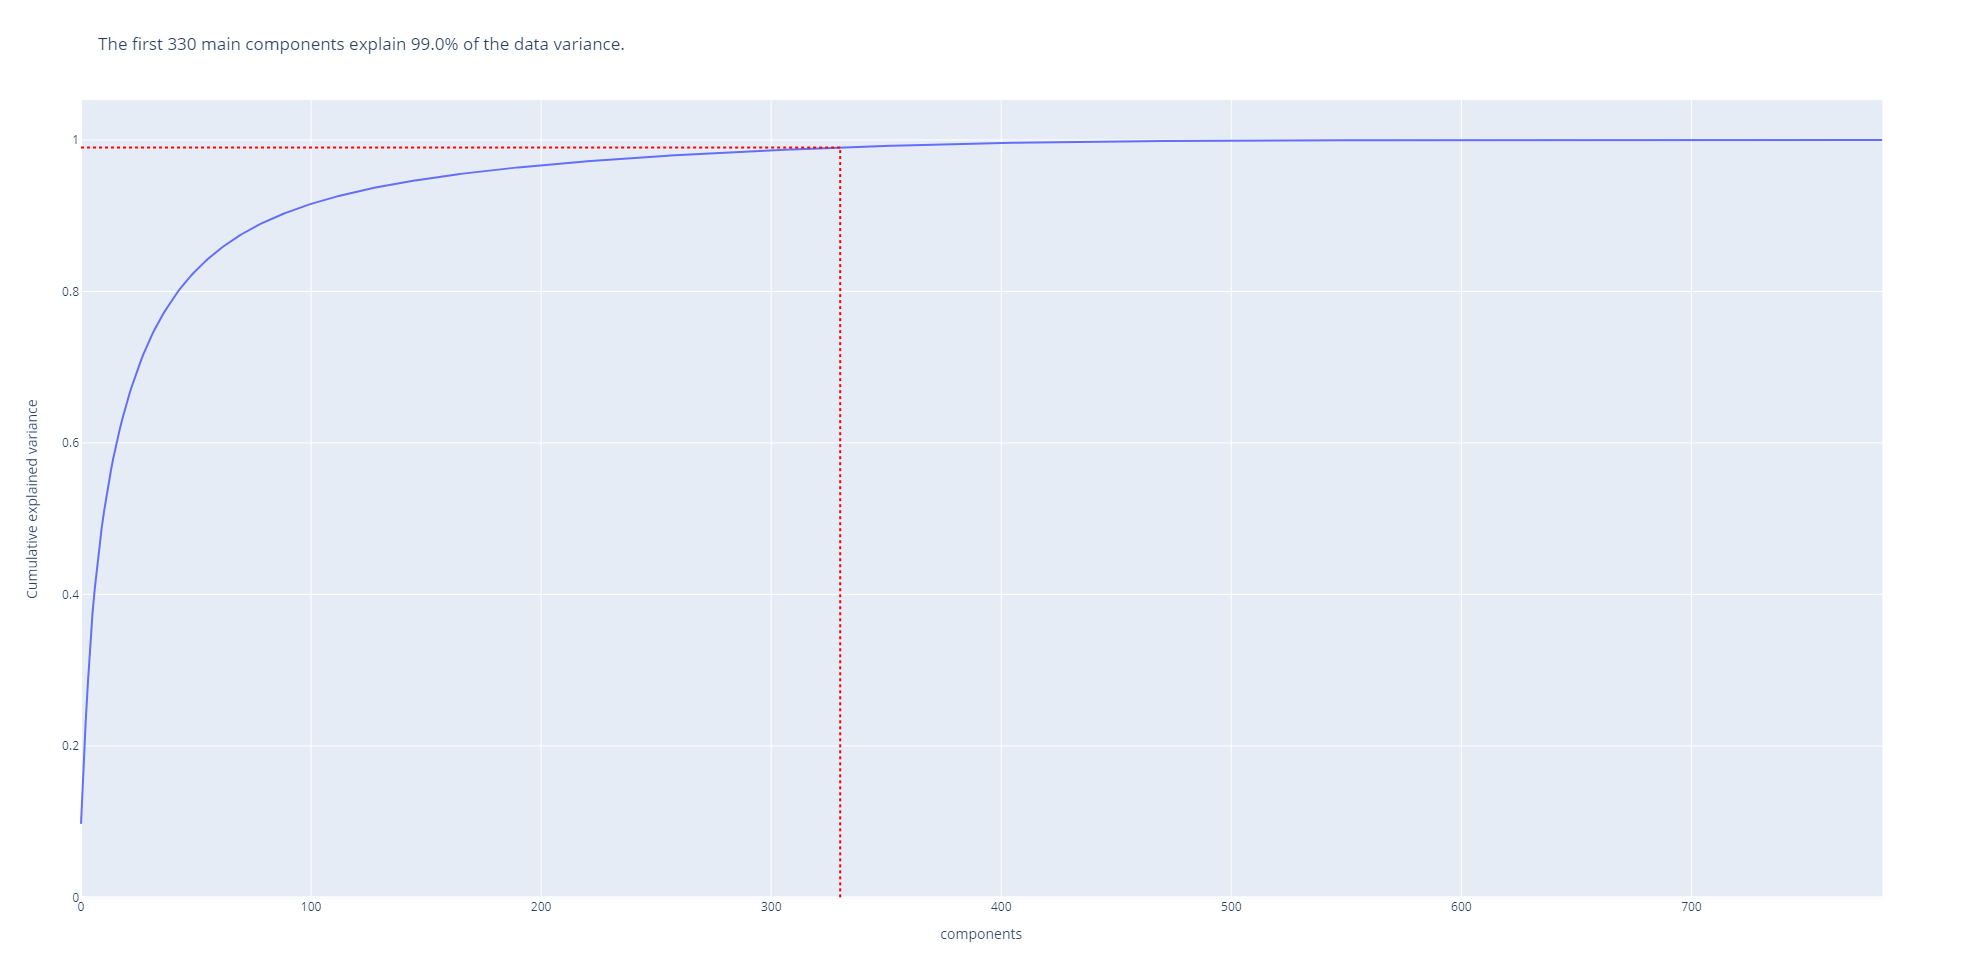 The first 330 main components explain 99.0% of the data variance.
1
0.8
0.6
0.4
0.2
0
Cumulative explained variance
0 100 200 300 400 500 600 700
components